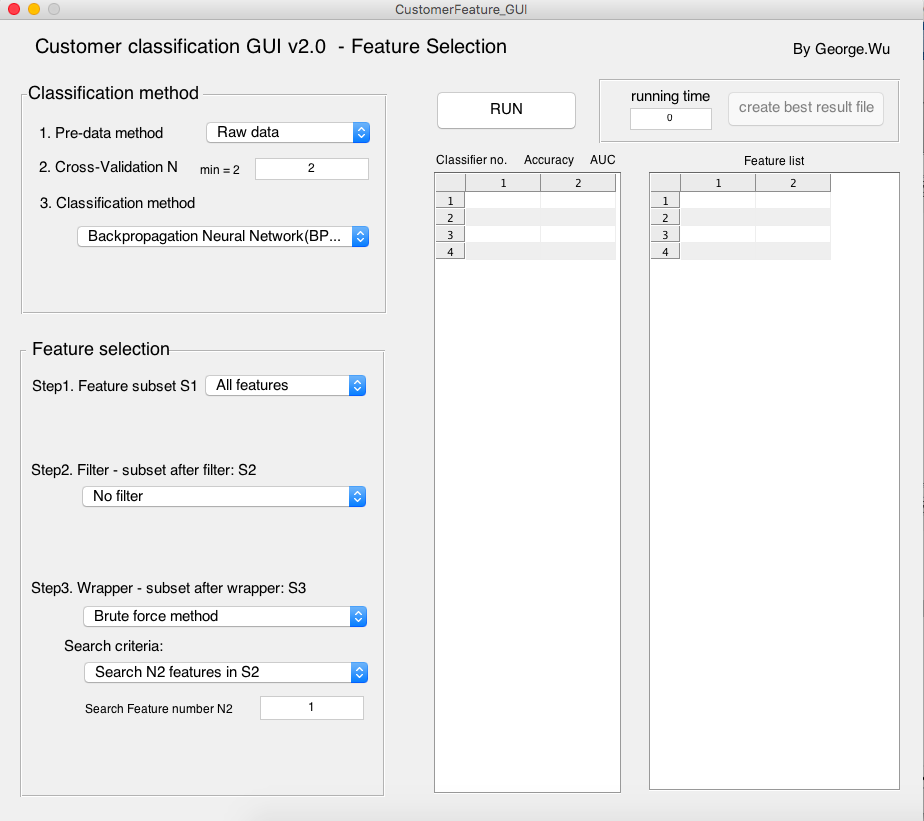 CustomerFeature_GUI
Customer classification GUI v2.0 - Feature Selection
By George.Wu
Classification method
1. Pre-data method
Raw data
2. Cross-Validation N
min = 2
2
3. Classification method
Backpropagation Neural Network(BP...
RUN
running time
0
create best result file
Classifier no.
Accuracy
AUC
Feature list
1 2
1
2
3
4
1 2
1
2
3
4
Feature selection
Step1. Feature subset S1
All features
Step2. Filter - subset after filter: S2
No filter
Step3. Wrapper - subset after wrapper: S3
Brute force method
Search criteria:
Search N2 features in S2
Search Feature number N2
1